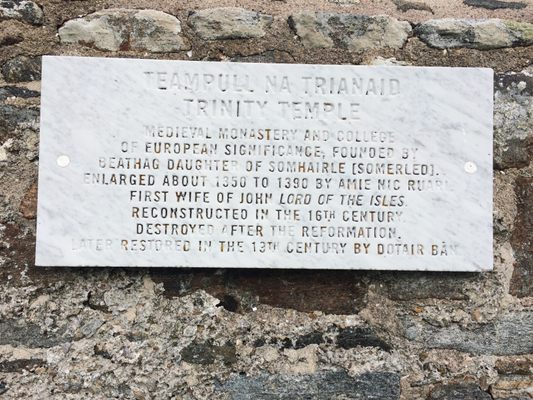 TEAMPULL NA TRIANAID
TRINITY TEMPLE
MEDIEVAL MONASTERY AND COLLEGE
OF EUROPEAN SIGNIFICANCE, FOUNDED BY
BEATHAG DAUGHTER OF SOMHAIRLE [SOMERLED].
ENLARGED ABOUT 1350 TO 1390 BY AMIE NIC RUARI
FIRST WIFE OF JOHN LORD OF THE ISLES.
RECONSTRUCTED IN THE 16TH CENTURY
DESTROYED AFTER THE REFORMATION.
LATER RESTORED IN THE 13TH CENTURY BY DOTAIR BÀN